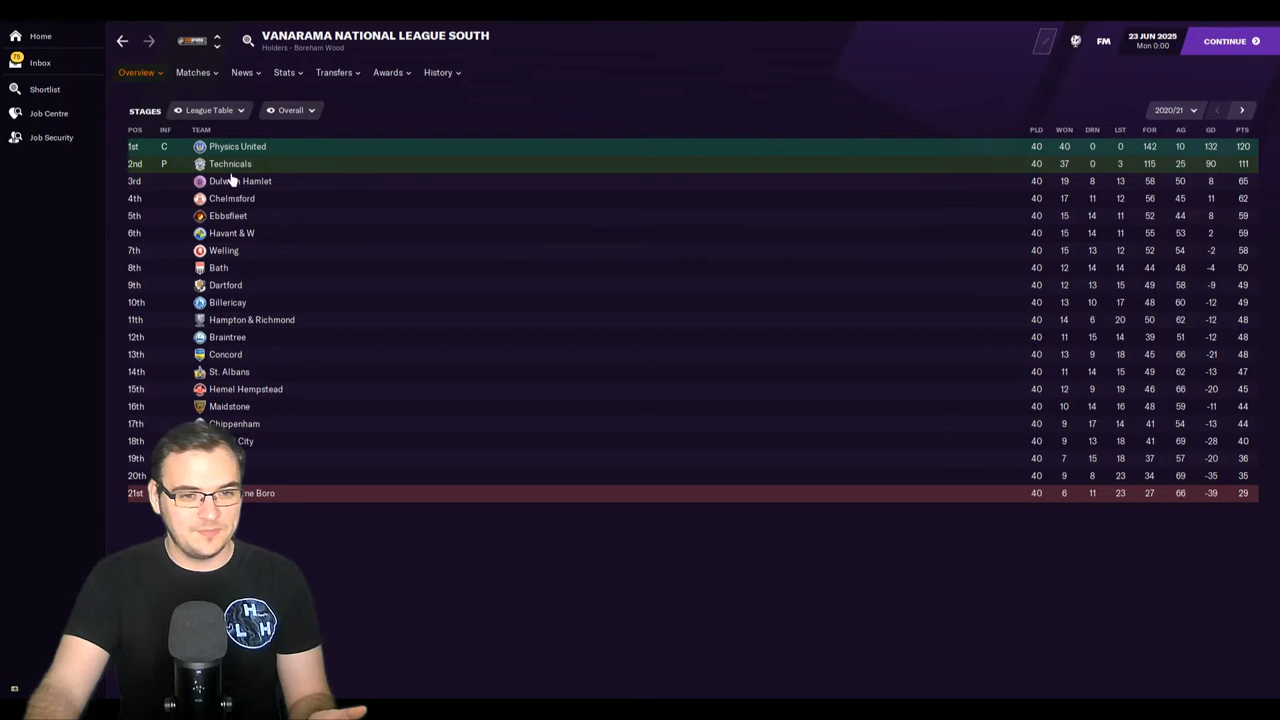 Home
75
Inbox
Shortlist
Job Centre
Job Security
VANARAMA NATIONAL LEAGUE SOUTH
Holders - Boreham Wood
FM
23 JUN 2025
Mon 0:00
CONTINUE
Overview Matches News Stats Transfers Awards History
STAGES League Table Overall 2020/21
POS INF TEAM PLD WON DRN LST FOR AG GD PTS
1st C Physics United 40 40 0 0 142 10 132 120
2nd P Technicals 40 37 0 3 115 25 90 111
3rd Dulwich Hamlet 40 19 8 13 58 50 8 65
4th Chelmsford 40 17 11 12 56 45 11 62
5th Ebbsfleet 40 15 14 11 52 44 8 59
6th Havant & W 40 15 14 11 55 53 2 59
7th Welling 40 15 13 12 52 54 -2 58
8th Bath 40 12 14 14 44 48 -4 50
9th Dartford 40 12 13 15 49 58 -9 49
10th Billericay 40 13 10 17 48 60 -12 49
11th Hampton & Richmond 40 14 6 20 50 62 -12 48
12th Braintree 40 11 15 14 39 51 -12 48
13th Concord 40 13 9 18 45 66 -21 48
14th St. Albans 40 11 14 15 49 62 -13 47
15th Hemel Hempstead 40 12 9 19 46 66 -20 45
16th Maidstone 40 10 14 16 48 59 -11 44
17th Chippenham 40 9 17 14 41 54 -13 44
18th City 40 9 13 18 41 69 -28 40
19th 40 7 15 18 37 57 -20 36
20th 40 9 8 23 34 69 -35 35
21st ne Boro 40 6 11 23 27 66 -39 29
H
L H